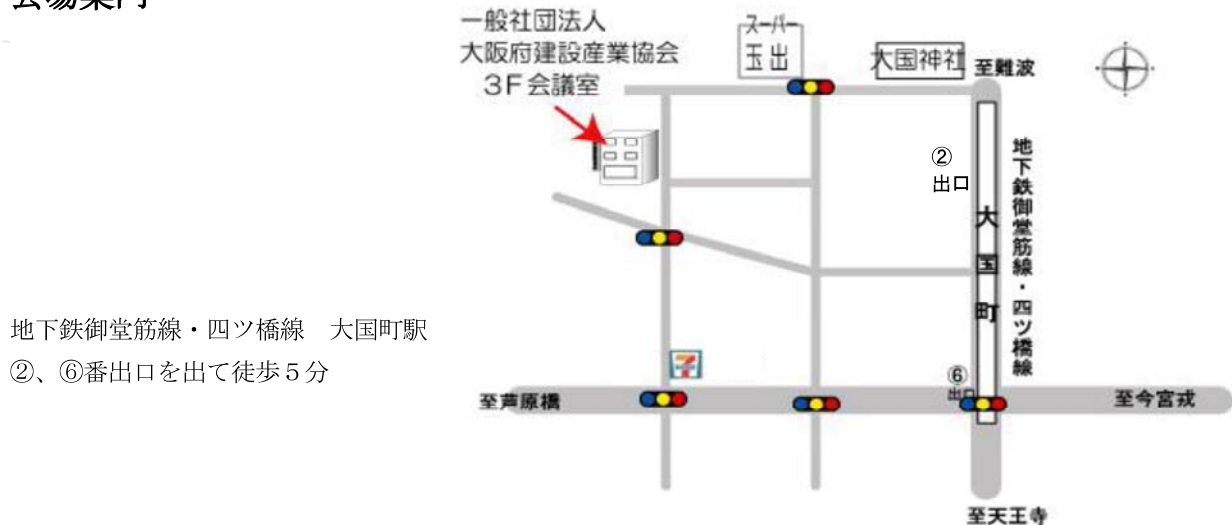 会場案内
一般社団法人
大阪府建設産業協会
3F会議室
スーパー
玉出
大国神社
至難波
②
出口
大国町
地下鉄御堂筋線・四ツ橋線
地下鉄御堂筋線・四ツ橋線　大国町駅
②、⑥番出口を出て徒歩５分
7
⑥
出口
至芦原橋
至今宮戎
至天王寺